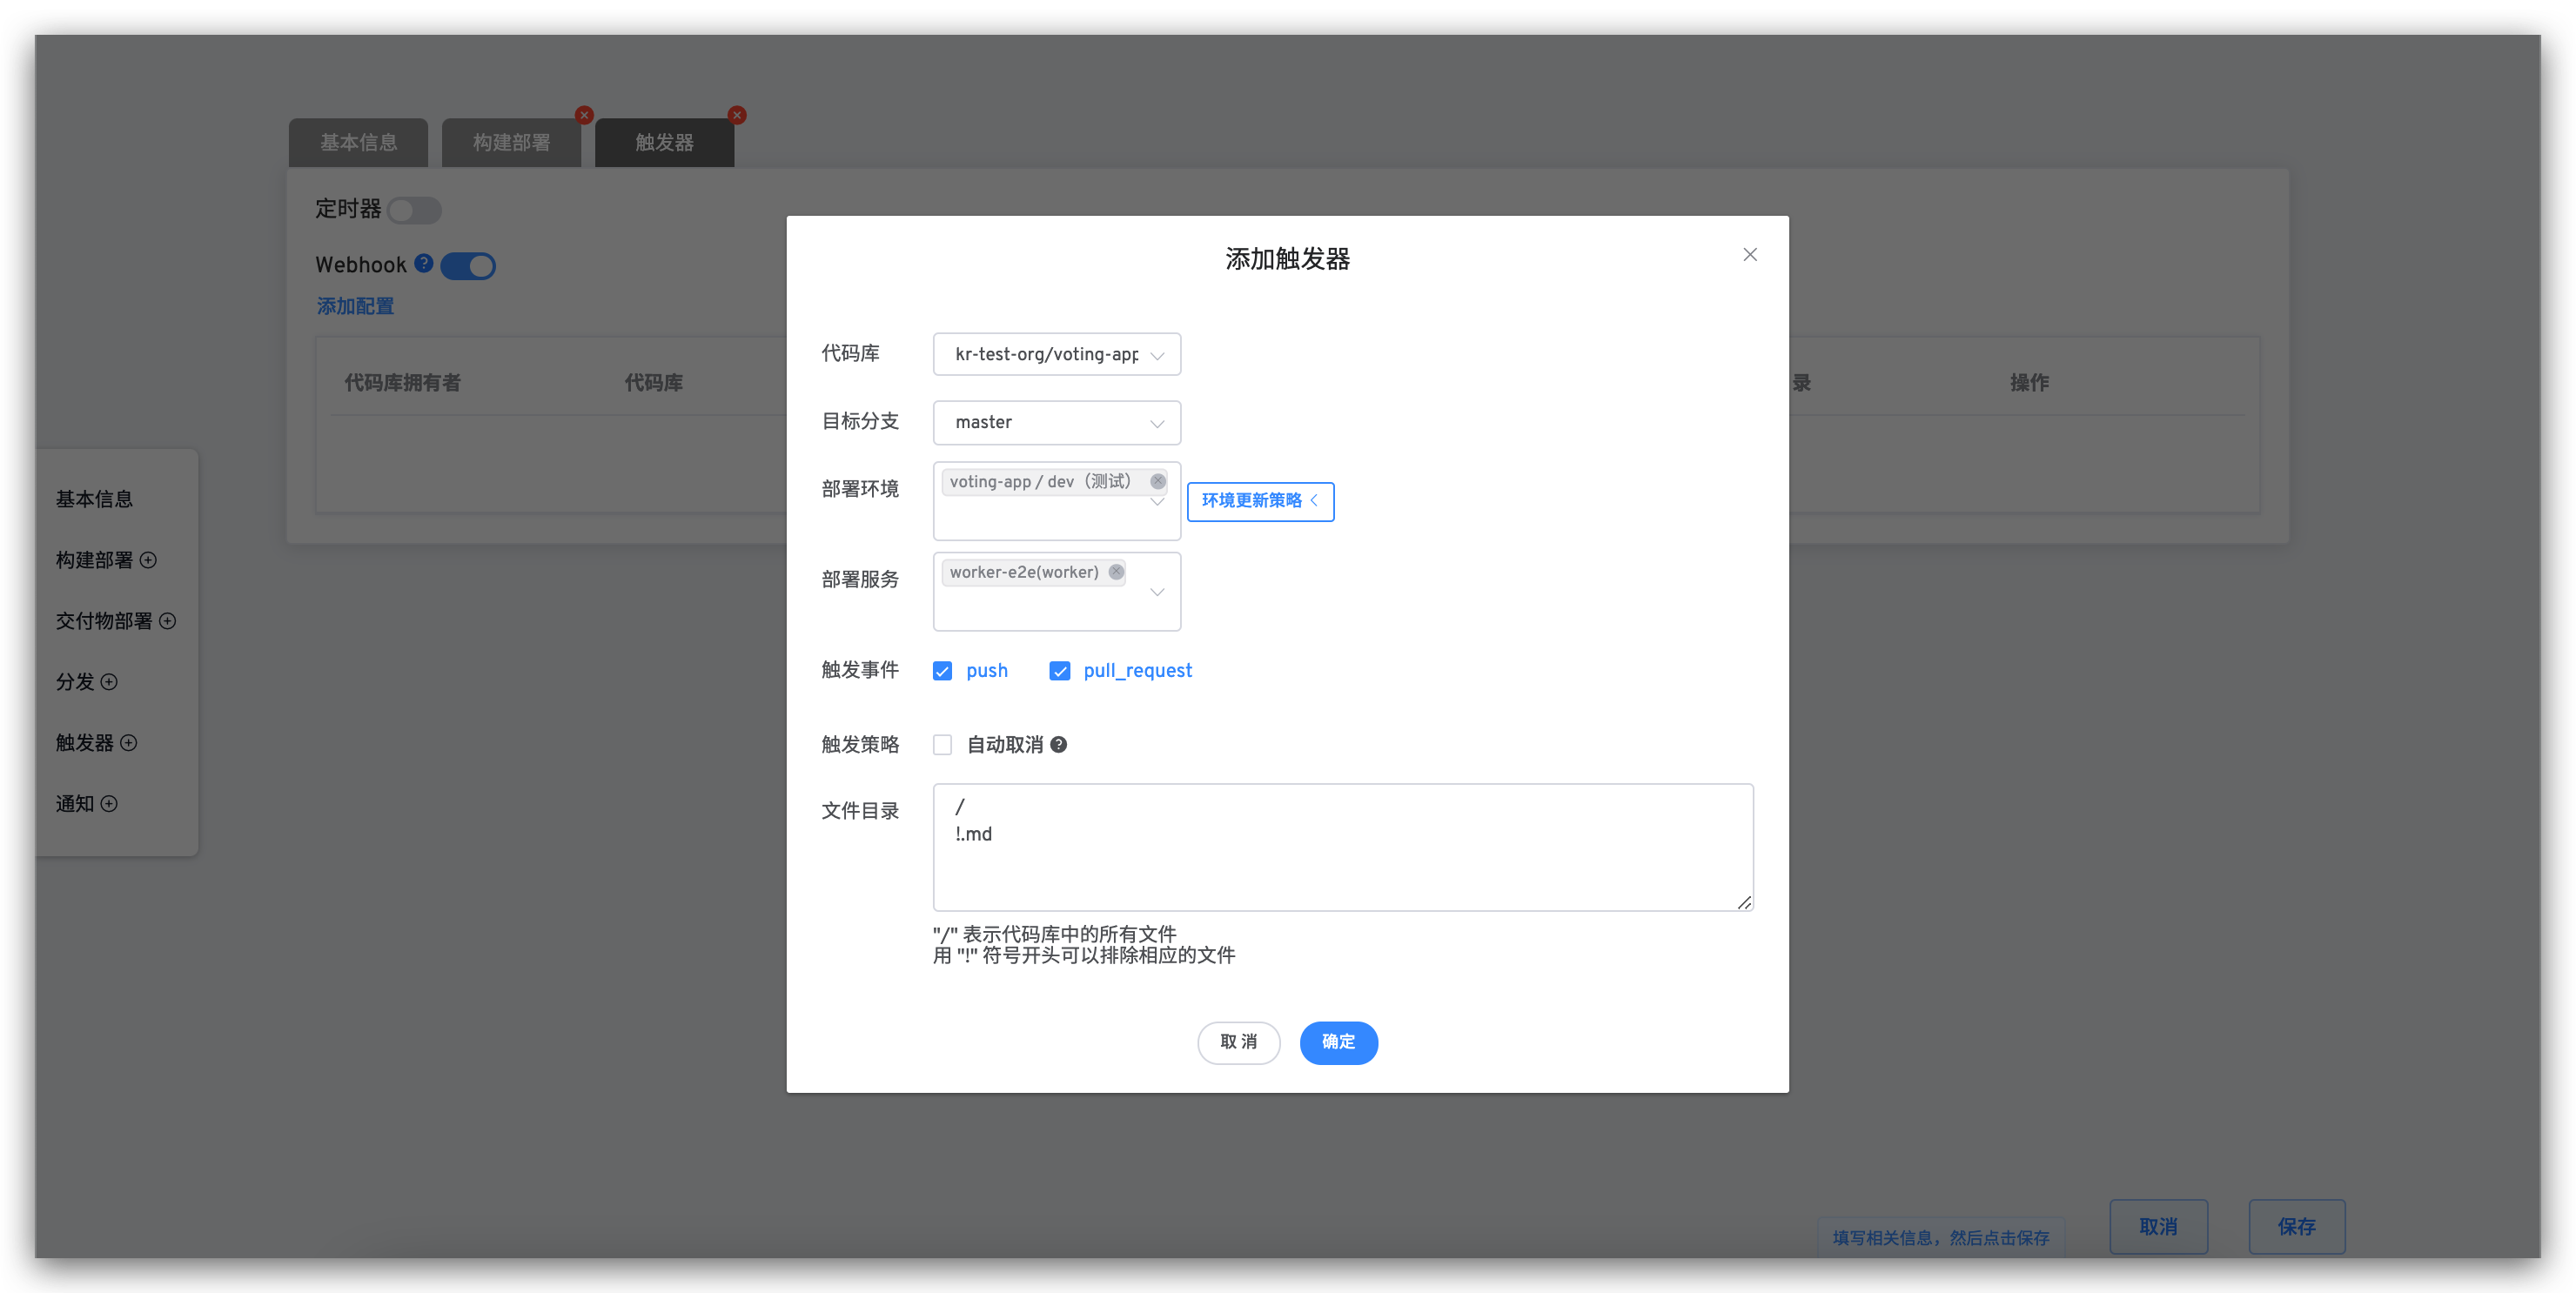 基本信息
构建部署
触发器
定时器
Webhook
添加配置
代码库拥有者
代码库
录
操作
基本信息
构建部署
交付物部署
分发
触发器
通知
添加触发器
代码库
kr-test-org/voting-app
目标分支
master
部署环境
voting-app / dev（测试）
环境更新策略
部署服务
worker-e2e(worker)
触发事件
push
pull_request
触发策略
自动取消
文件目录
/
!.md
"/" 表示代码库中的所有文件
用 "!" 符号开头可以排除相应的文件
取 消
确定
填写相关信息，然后点击保存
取消
保存